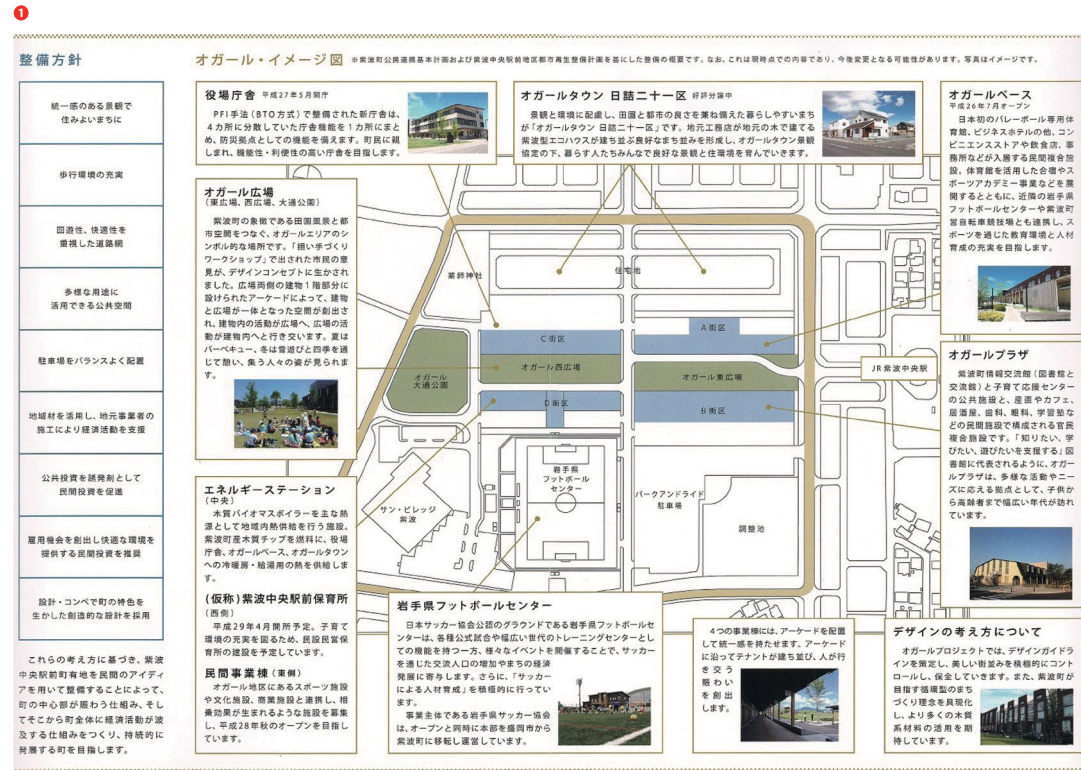 1
整備方針
統一感のある景観で
住みよいまちに
歩行環境の充実
回遊性、快適性を
重視した道路網
多様な用途に
活用できる公共空間
駐車場をバランスよく配置
地域材を活用し、地元事業者の
施工により経済活動を支援
公共投資を誘発剤として
民間投資を促進
雇用機会を創出し快適な環境を
提供する民間投資を推奨
設計・コンペで町の特色を
生かした創造的な設計を採用
これらの考え方に基づき、紫波
中央駅前町有地を民間のアイディ
アを用いて整備することによって、
町の中心部が賑わう仕組み、そし
てそこから町全体に経済活動が波
及する仕組みをつくり、持続的に
発展する町を目指します。
オガール・イメージ図 ※紫波町公民連携基本計画および紫波中央駅前地区都市再生整備計画を基にした整備の概要です。なお、これは現時点での内容であり、今後変更となる可能性があります。写真はイメージです。
役場庁舎 平成27年5月開庁
PFI手法(BTO方式)で整備された新庁舎は、
4カ所に分散していた庁舎機能を1カ所にまと
め、防災拠点としての機能を備えます。町民に親
しまれ、機能性・利便性の高い庁舎を目指します。
オガールタウン 日詰二十一区 好評分譲中
景観と環境に配慮し、田園と都市の良さを兼ね備えた暮らしやすいまち
が「オガールタウン 日詰二十一区」です。地元工務店が地元の木で建てる
紫波型エコハウスが建ち並ぶ良好なまち並みを形成し、オガールタウン景観
協定の下、暮らす人たちみんなで良好な景観と住環境を育んでいきます。
オガールベース
平成26年7月オープン
日本初のバレーボール専用体
育館、ビジネスホテルの他、コン
ビニエンスストアや飲食店、事
務所などが入居する民間複合施
設。体育館を活用した合宿やス
ポーツアカデミー事業などを展
開するとともに、近隣の岩手県
フットボールセンターや紫波町
営自転車競技場とも連携し、ス
ポーツを通じた教育環境と人材
育成の充実を目指します。
オガール広場
(東広場、西広場、大通公園)
紫波町の象徴である田園風景と都
市空間をつなぐ、オガールエリアのシ
ンボル的な場所です。「担い手づくり
ワークショップ」で出された市民の意
見が、デザインコンセプトに生かされ
ました。広場両側の建物1階部分に
設けられたアーケードによって、建物
と広場が一体となった空間が創出さ
れ、建物内の活動が広場へ、広場の活
動が建物内へと行き交います。夏は
バーベキュー、冬は雪遊びと四季を通
じて憩い、集う人々の姿が見られま
す。
薬師神社
住宅地
C街区
A街区
オガール西広場
オガール東広場
オガール
大通公園
D街区
B街区
JR紫波中央駅
サン・ビレッジ
紫波
岩手県
フットボール
センター
パークアンドライド
駐車場
調整池
オガールプラザ
紫波町情報交流館(図書館と
交流館)と子育て応援センター
の公共施設と、産直やカフェ、
居酒屋、歯科、眼科、学習塾な
どの民間施設で構成される官民
複合施設です。「知りたい、学
びたい、遊びたいを支援する」図
書館に代表されるように、オガー
ルプラザは、多様な活動やニー
ズに応える拠点として、子供か
ら高齢者まで幅広い年代が訪れ
ています。
エネルギーステーション
(中央)
木質バイオマスボイラーを主な熱
源として地域内熱供給を行う施設。
紫波町産木質チップを燃料に、役場
庁舎、オガールベース、オガールタウン
への冷暖房・給湯用の熱を供給しま
す。
(仮称)紫波中央駅前保育所
(西側)
平成29年4月開所予定。子育て
環境の充実を図るため、民設民営保
育所の建設を予定しています。
民間事業棟(東側)
オガール地区にあるスポーツ施設
や文化施設、商業施設と連携し、相
乗効果が生まれるような施設を募集
し、平成28年秋のオープンを目指し
ています。
岩手県フットボールセンター
日本サッカー協会公認のグラウンドである岩手県フットボールセ
ンターは、各種公式試合や幅広い世代のトレーニングセンターとし
ての機能を持つ一方、様々なイベントを開催することで、サッカー
を通じた交流人口の増加やまちの経済
発展に寄与します。さらに、「サッカー
による人材育成」を積極的に行っていま
す。
事業主体である岩手県サッカー協会
は、オープンと同時に本部を盛岡市から
紫波町に移転し運営しています。
4つの事業棟には、アーケードを配置
して統一感を持たせます。アーケード
に沿ってテナントが建ち並び、人が行
き交う
賑わい
を創出
します。
デザインの考え方について
オガールプロジェクトでは、デザインガイドラ
インを策定し、美しい街並みを積極的にコント
ロールし、保全していきます。また、紫波町が
目指す循環型のまち
づくり理念を具現化
し、より多くの木質
系材料の活用を期
待しています。